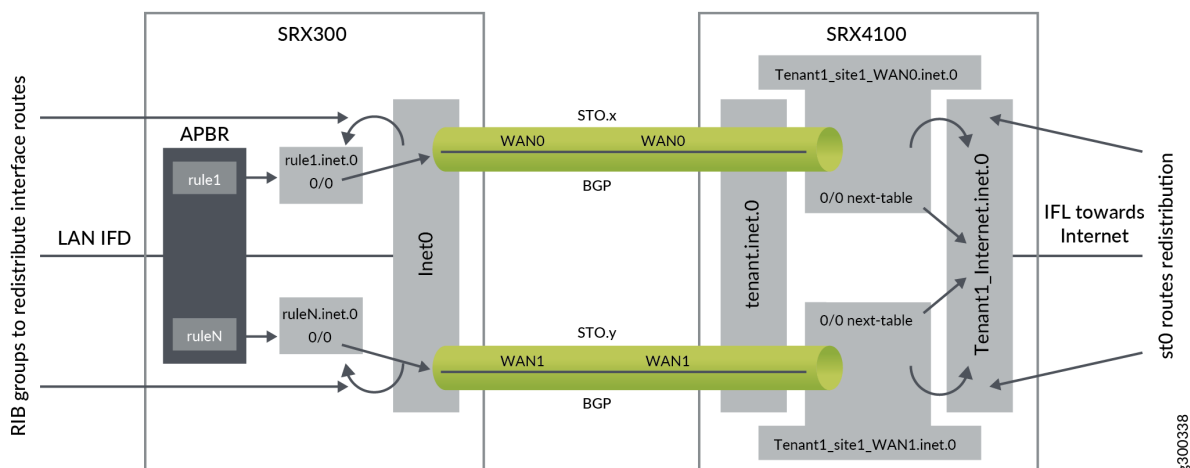 SRX300
SRX4100
RIB groups to redistribute interface routes
APBR
rule1
rule1.inet.0
0/0
LAN IFD
ruleN
ruleN.inet.0
0/0
Inet0
STO.x
WAN0
WAN0
BGP
STO.y
WAN1
WAN1
BGP
Tenant1_site1_WAN0.inet.0
tenant.inet.0
0/0 next-table
0/0 next-table
Tenant1_Internet.inet.0
Tenant1_site1_WAN1.inet.0
IFL towards
Internet
st0 routes redistribution